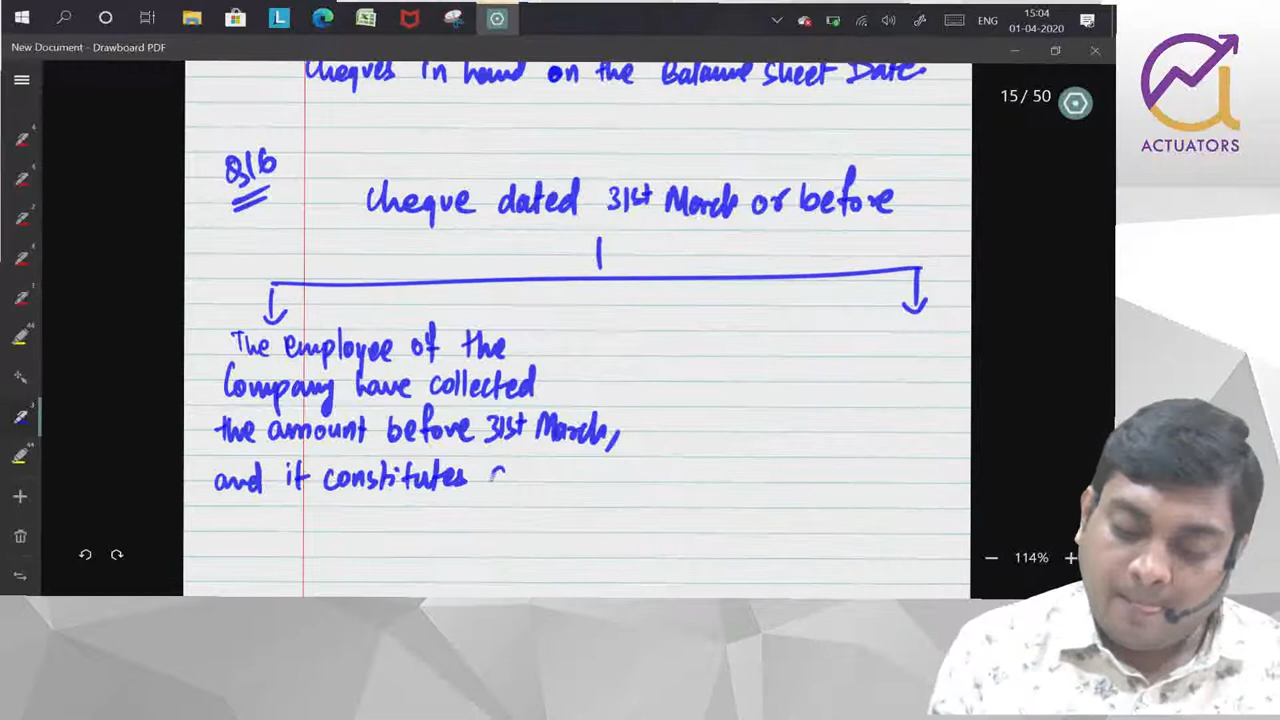 15:04
ENG
01-04-2020
New Document - Drawboard PDF
Cheques in hand on the Balance Sheet Date.
15 / 50
ACTUATORS
Q16
Cheque dated 31st March or before
The employee of the
Company have collected
the amount before 31st March,
and it constitutes
114%